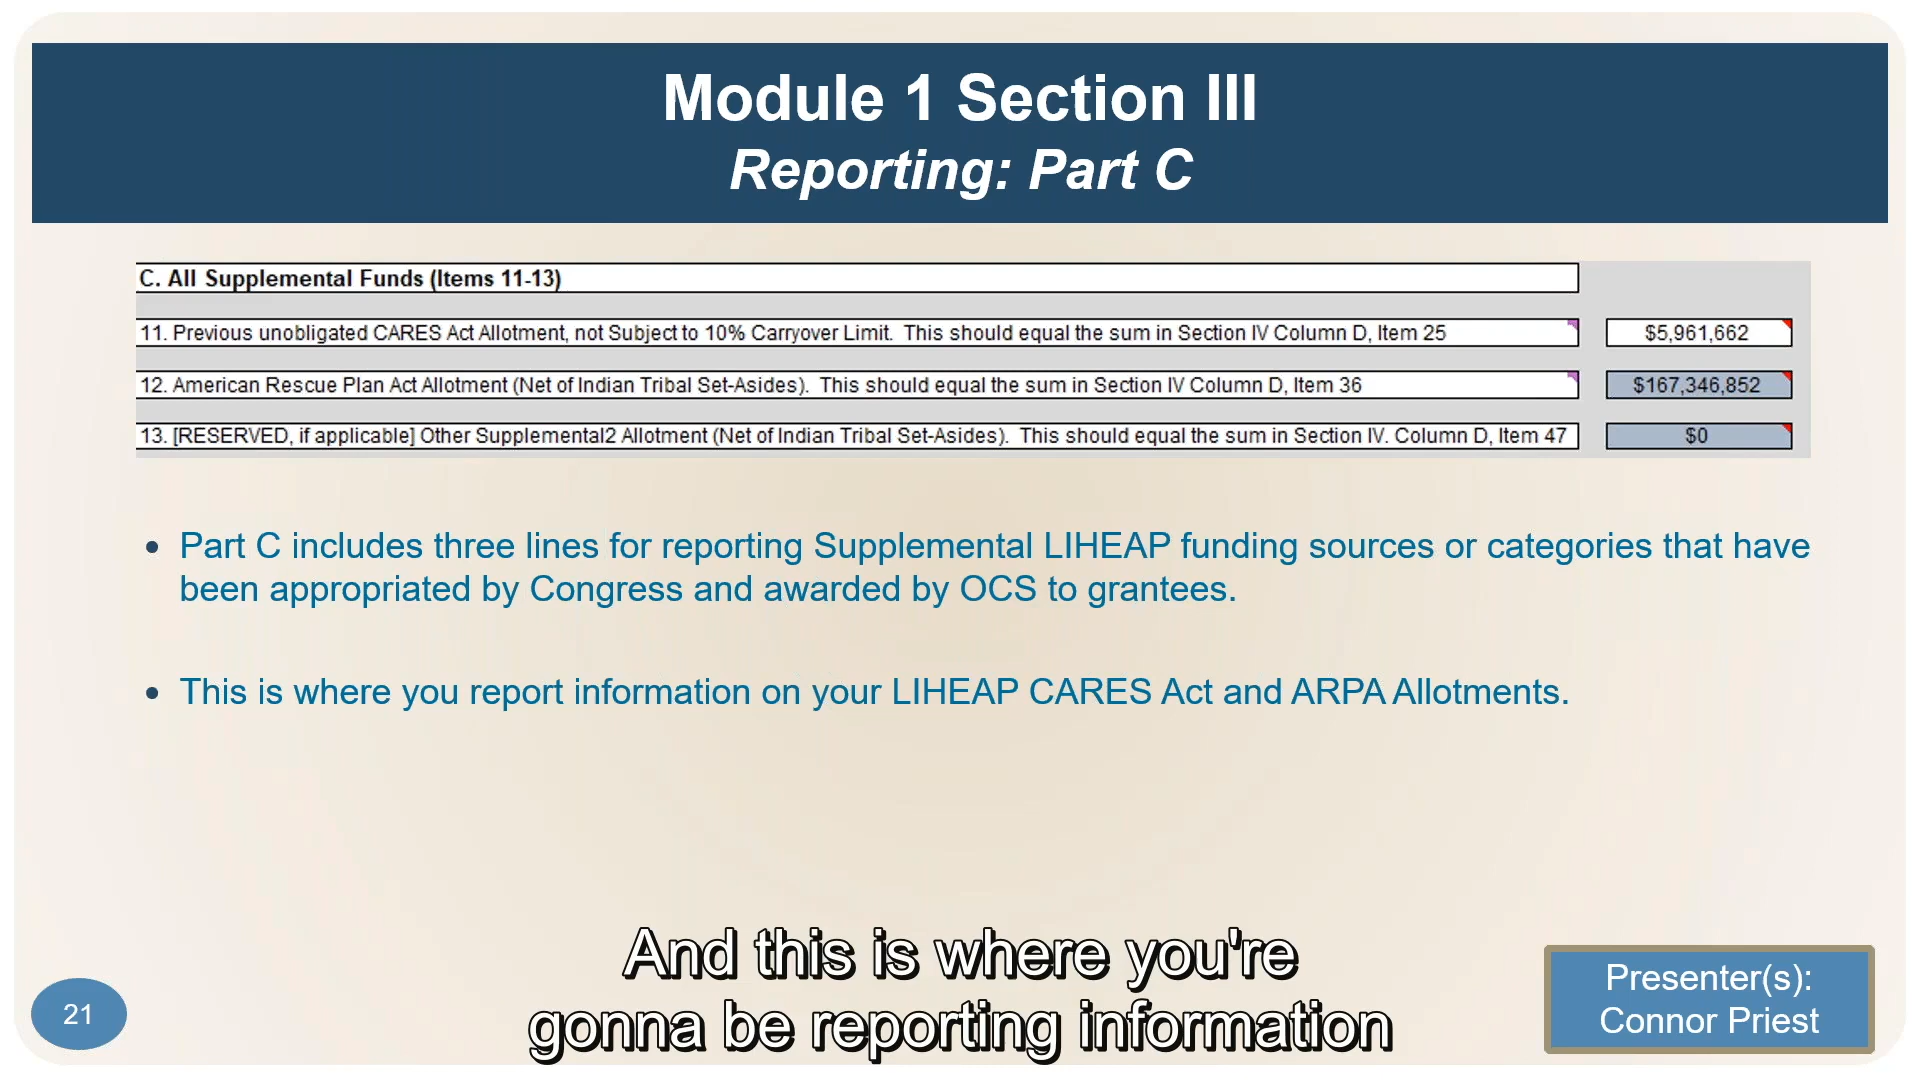 Module 1 Section III
Reporting: Part C
C. All Supplemental Funds (Items 11-13)
11. Previous unobligated CARES Act Allotment, not Subject to 10% Carryover Limit.  This should equal the sum in Section IV Column D, Item 25
$5,961,662
12. American Rescue Plan Act Allotment (Net of Indian Tribal Set-Asides).  This should equal the sum in Section IV Column D, Item 36
$167,346,852
13. [RESERVED, if applicable] Other Supplemental2 Allotment (Net of Indian Tribal Set-Asides).  This should equal the sum in Section IV. Column D, Item 47
$0
• Part C includes three lines for reporting Supplemental LIHEAP funding sources or categories that have
been appropriated by Congress and awarded by OCS to grantees.
• This is where you report information on your LIHEAP CARES Act and ARPA Allotments.
And this is where you're
gonna be reporting information
21
Presenter(s):
Connor Priest